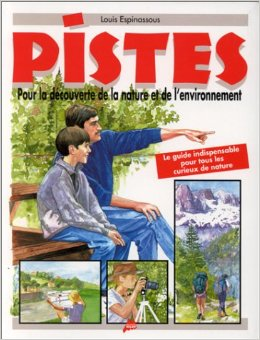 Louis Espinassous
PISTES
Pour la découverte de la nature et de l'environnement
Le guide indispensable
pour tous les
curieux de nature